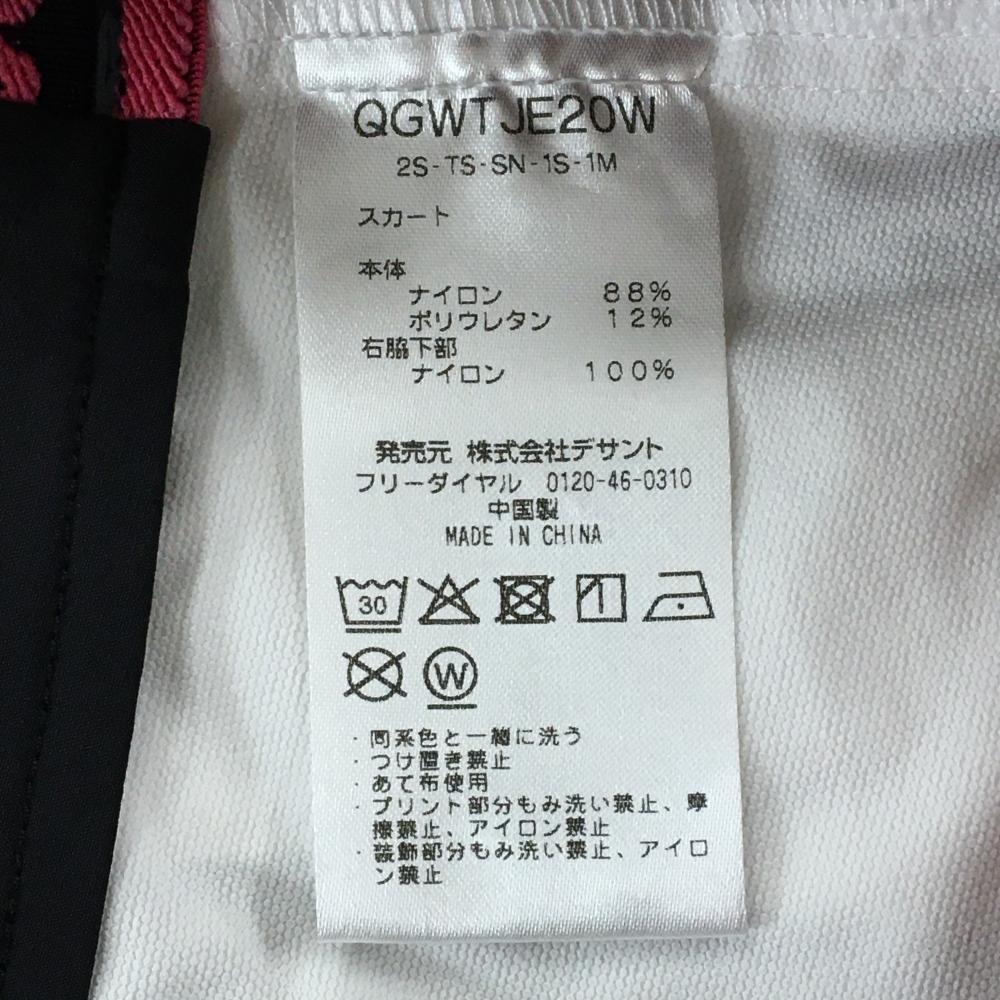 QGWTJE20W
2S-TS-SN-1S-1M
スカート
本体
ナイロン 88%
ポリウレタン 12%
右脇下部
ナイロン 100%
発売元 株式会社デサント
フリーダイヤル 0120-46-0310
中国製
MADE IN CHINA
30
W
・同系色と一緒に洗う
・つけ置き禁止
・あて布使用
・プリント部分もみ洗い禁止、摩
擦禁止、アイロン禁止
・装飾部分もみ洗い禁止、アイロ
ン禁止